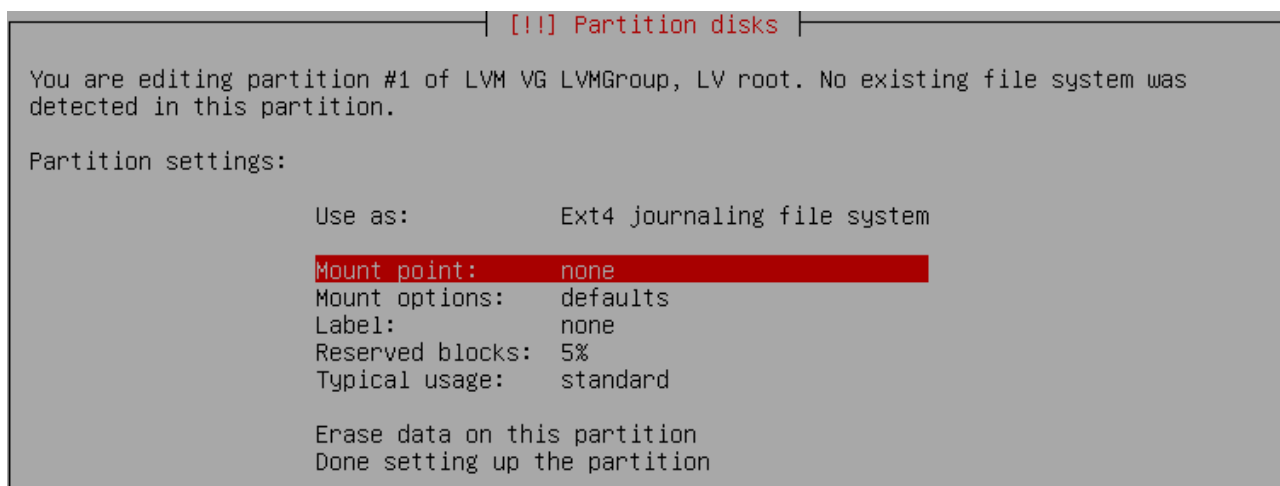 [!!] Partition disks
You are editing partition #1 of LVM VG LVMGroup, LV root. No existing file system was
detected in this partition.
Partition settings:
Use as: Ext4 journaling file system
Mount point: none
Mount options: defaults
Label: none
Reserved blocks: 5%
Typical usage: standard
Erase data on this partition
Done setting up the partition